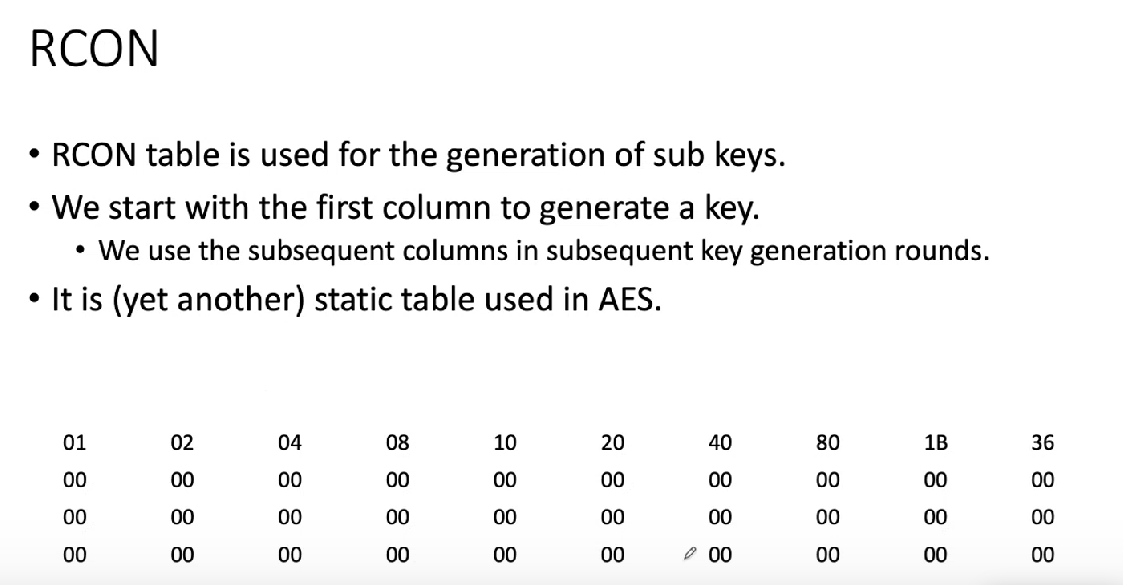 RCON
• RCON table is used for the generation of sub keys.
• We start with the first column to generate a key.
• We use the subsequent columns in subsequent key generation rounds.
• It is (yet another) static table used in AES.
01 02 04 08 10 20 40 80 1B 36
00 00 00 00 00 00 00 00 00 00
00 00 00 00 00 00 00 00 00 00
00 00 00 00 00 00 00 00 00 00